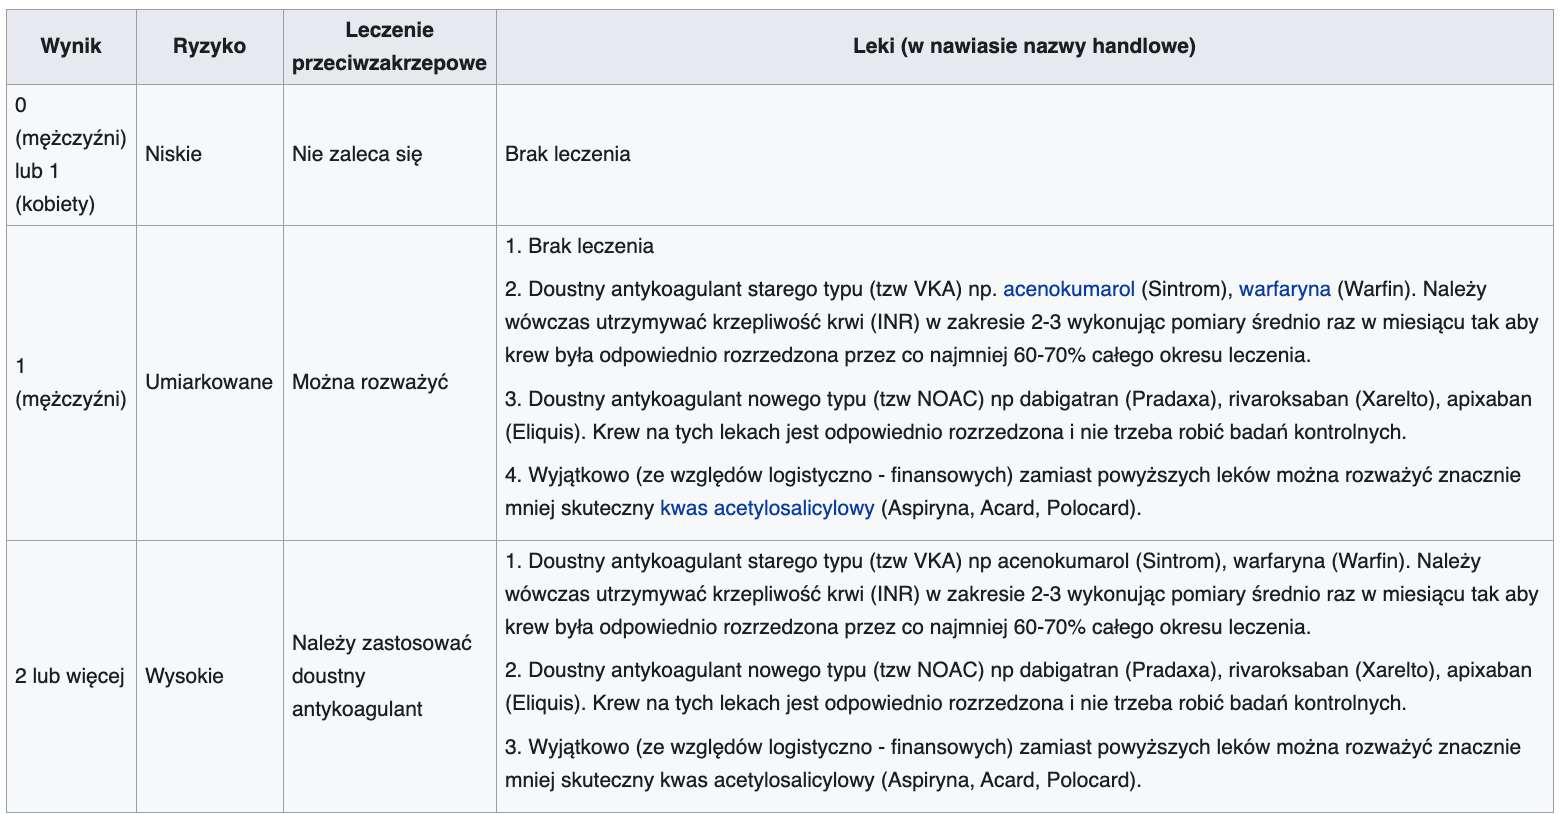 Wynik
Ryzyko
Leczenie
przeciwzakrzepowe
Leki (w nawiasie nazwy handlowe)
0
(mężczyźni)
lub 1
(kobiety)
Niskie
Nie zaleca się
Brak leczenia
1
(mężczyźni)
Umiarkowane
Można rozważyć
1. Brak leczenia
2. Doustny antykoagulant starego typu (tzw VKA) np. acenokumarol (Sintrom), warfaryna (Warfin). Należy
wówczas utrzymywać krzepliwość krwi (INR) w zakresie 2-3 wykonując pomiary średnio raz w miesiącu tak aby
krew była odpowiednio rozrzedzona przez co najmniej 60-70% całego okresu leczenia.
3. Doustny antykoagulant nowego typu (tzw NOAC) np dabigatran (Pradaxa), rivaroksaban (Xarelto), apixaban
(Eliquis). Krew na tych lekach jest odpowiednio rozrzedzona i nie trzeba robić badań kontrolnych.
4. Wyjątkowo (ze względów logistyczno - finansowych) zamiast powyższych leków można rozważyć znacznie
mniej skuteczny kwas acetylosalicylowy (Aspiryna, Acard, Polocard).
2 lub więcej
Wysokie
Należy zastosować
doustny
antykoagulant
1. Doustny antykoagulant starego typu (tzw VKA) np acenokumarol (Sintrom), warfaryna (Warfin). Należy
wówczas utrzymywać krzepliwość krwi (INR) w zakresie 2-3 wykonując pomiary średnio raz w miesiącu tak aby
krew była odpowiednio rozrzedzona przez co najmniej 60-70% całego okresu leczenia.
2. Doustny antykoagulant nowego typu (tzw NOAC) np dabigatran (Pradaxa), rivaroksaban (Xarelto), apixaban
(Eliquis). Krew na tych lekach jest odpowiednio rozrzedzona i nie trzeba robić badań kontrolnych.
3. Wyjątkowo (ze względów logistyczno - finansowych) zamiast powyższych leków można rozważyć znacznie
mniej skuteczny kwas acetylosalicylowy (Aspiryna, Acard, Polocard).